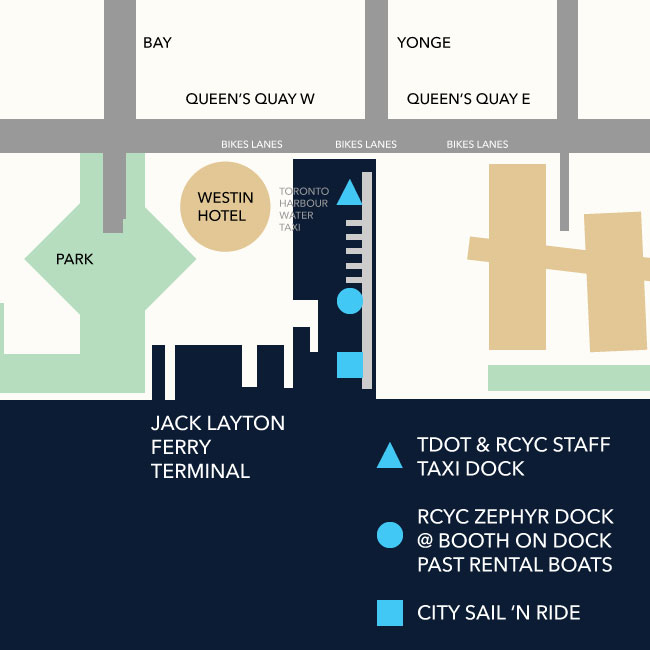 BAY
YONGE
QUEEN'S QUAY W
QUEEN'S QUAY E
BIKES LANES
BIKES LANES
BIKES LANES
WESTIN
HOTEL
TORONTO
HARBOUR
WATER
TAXI
PARK
JACK LAYTON
FERRY
TERMINAL
TDOT & RCYC STAFF
TAXI DOCK
RCYC ZEPHYR DOCK
@ BOOTH ON DOCK
PAST RENTAL BOATS
CITY SAIL 'N RIDE